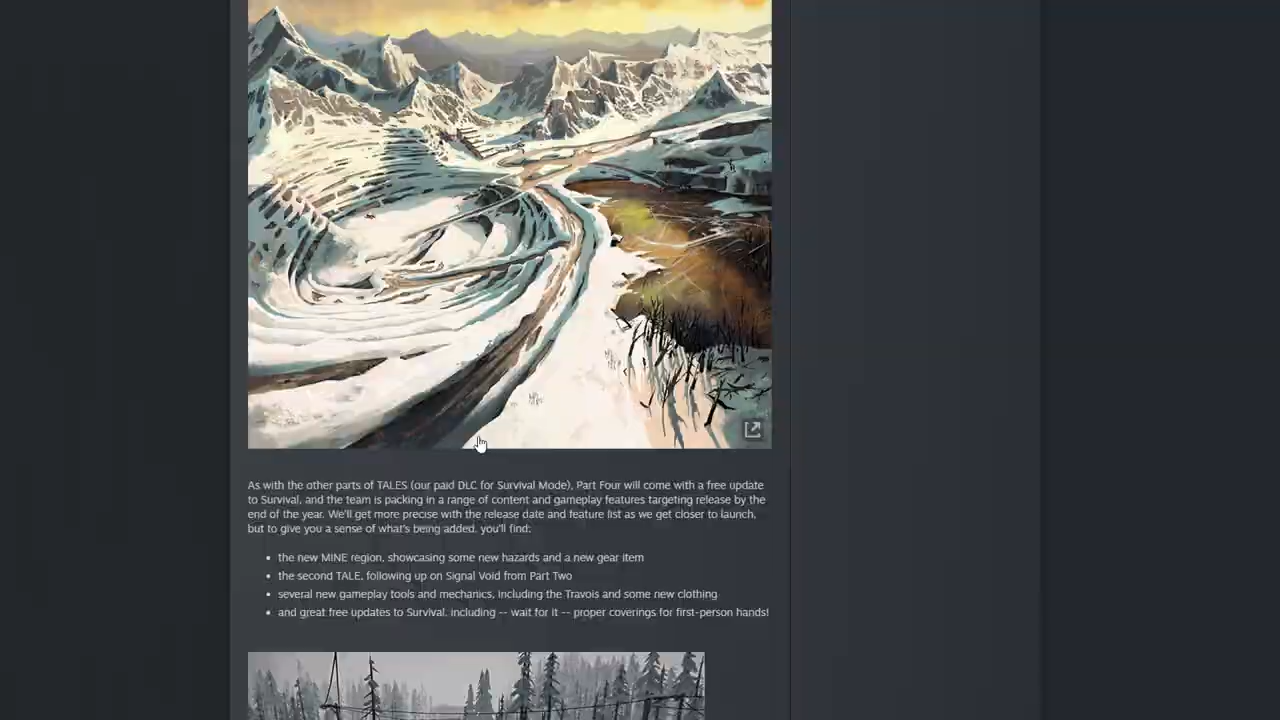 As with the other parts of TALES (our paid DLC for Survival Mode), Part Four will come with a free update
to Survival, and the team is packing in a range of content and gameplay features targeting release by the
end of the year. We'll get more precise with the release date and feature list as we get closer to launch,
but to give you a sense of what's being added, you'll find:
• the new MINE region, showcasing some new hazards and a new gear item
• the second TALE, following up on Signal Void from Part Two
• several new gameplay tools and mechanics, including the Travois and some new clothing
• and great free updates to Survival, including -- wait for it -- proper coverings for first-person hands!